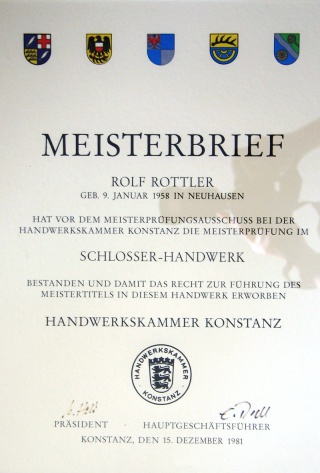 MEISTERBRIEF
ROLF ROTTLER
GEB. 9. JANUAR 1958 IN NEUHAUSEN
HAT VOR DEM MEISTERPRÜFUNGSAUSSCHUSS BEI DER
HANDWERKSKAMMER KONSTANZ DIE MEISTERPRÜFUNG IM
SCHLOSSER-HANDWERK
BESTANDEN UND DAMIT DAS RECHT ZUR FÜHRUNG DES
MEISTERTITELS IN DIESEM HANDWERK ERWORBEN
HANDWERKSKAMMER KONSTANZ
HANDWERKSKAMMER
KONSTANZ
PRÄSIDENT HAUPTGESCHÄFTSFÜHRER
KONSTANZ, DEN 15. DEZEMBER 1981